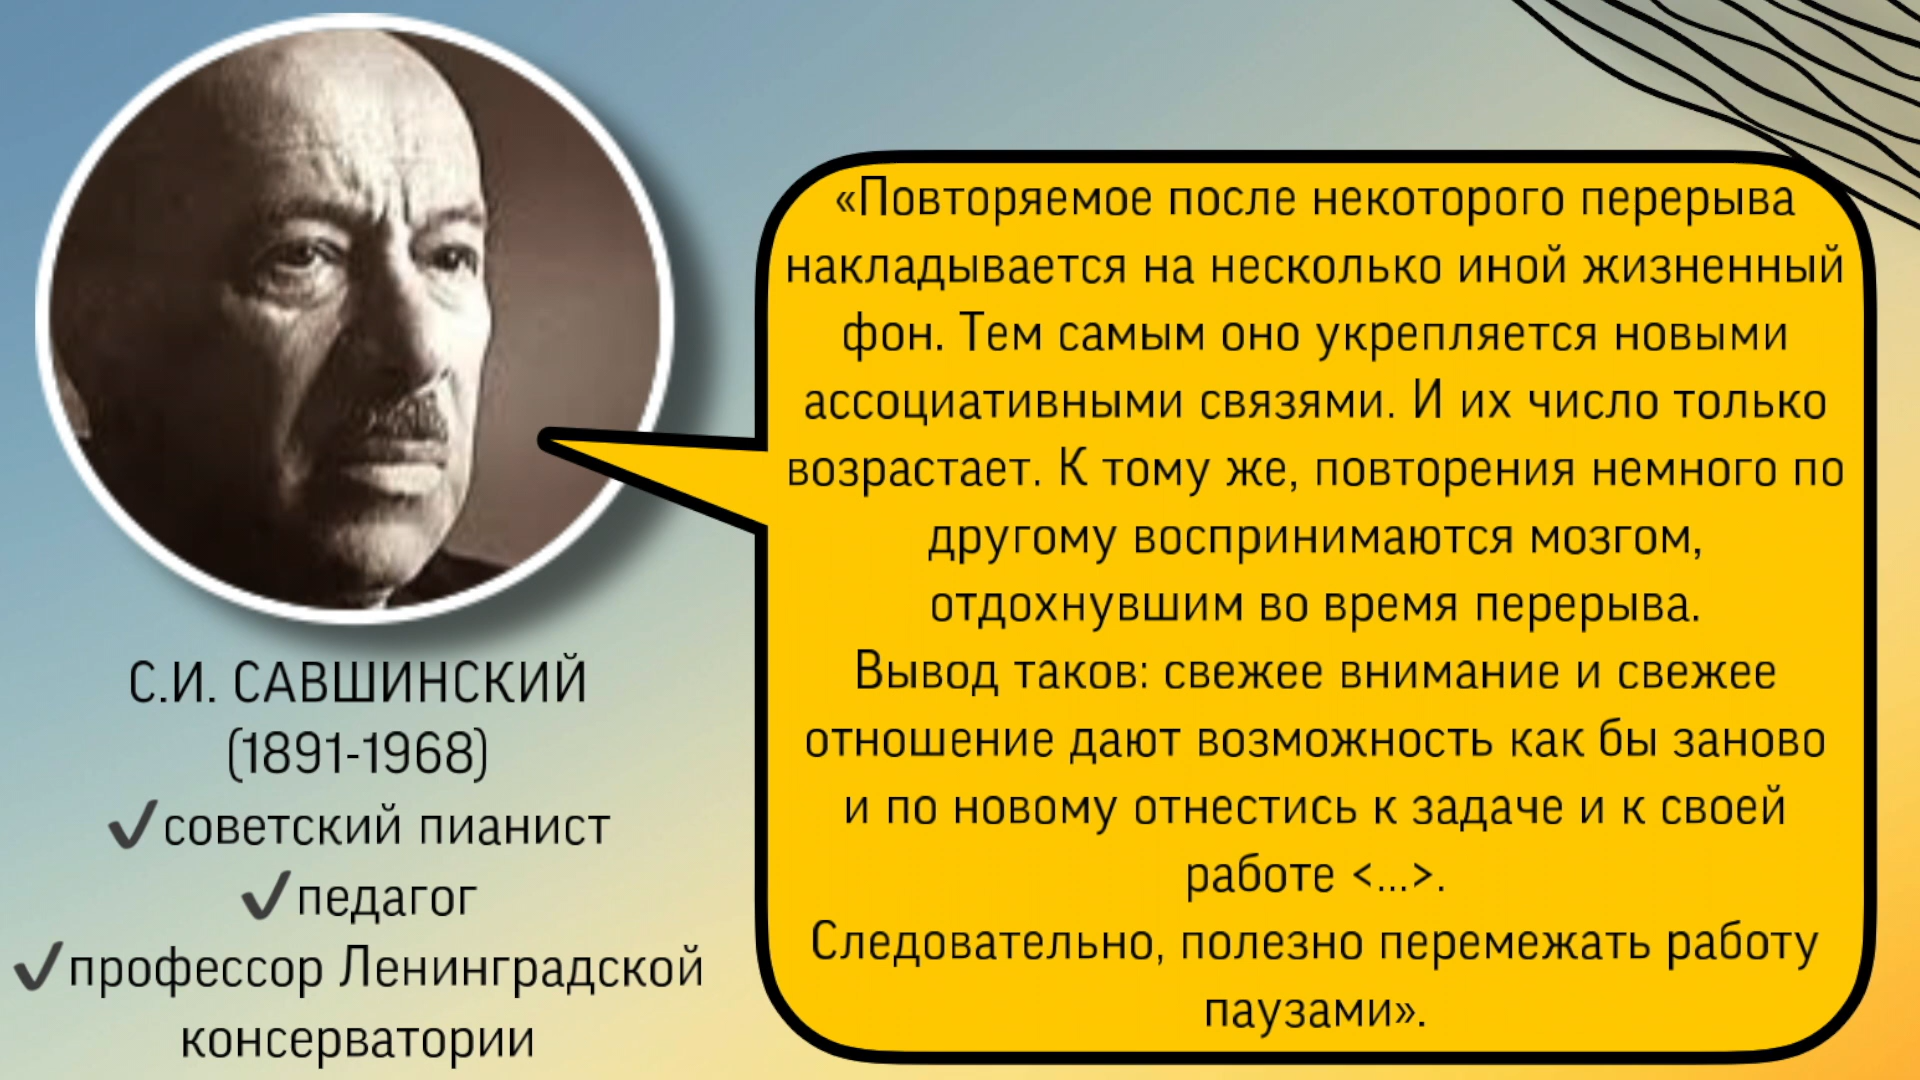 С.И. САВШИНСКИЙ
(1891-1968)
✔советский пианист
✔педагог
✔профессор Ленинградской
консерватории
«Повторяемое после некоторого перерыва
накладывается на несколько иной жизненный
фон. Тем самым оно укрепляется новыми
ассоциативными связями. И их число только
возрастает. К тому же, повторения немного по
другому воспринимаются мозгом,
отдохнувшим во время перерыва.
Вывод таков: свежее внимание и свежее
отношение дают возможность как бы заново
и по новому отнестись к задаче и к своей
работе <...>.
Следовательно, полезно перемежать работу
паузами».